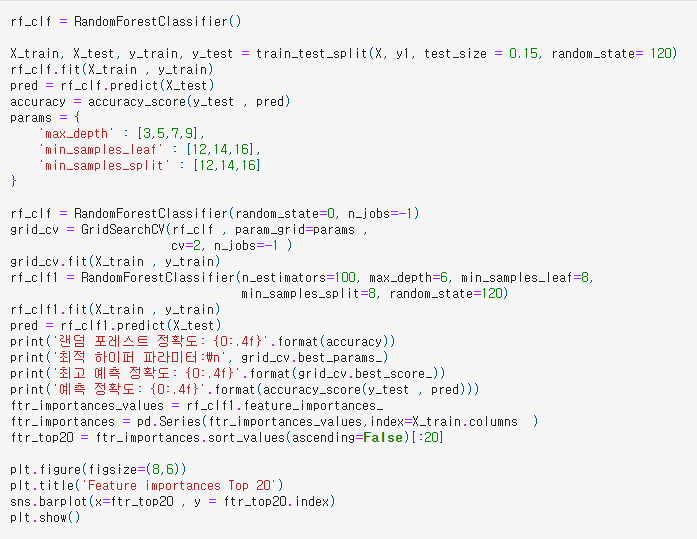 rf_clf = RandomForestClassifier()
X_train, X_test, y_train, y_test = train_test_split(X, y1, test_size = 0.15, random_state= 120)
rf_clf.fit(X_train , y_train)
pred = rf_clf.predict(X_test)
accuracy = accuracy_score(y_test , pred)
params = {
    'max_depth' : [3,5,7,9],
    'min_samples_leaf' : [12,14,16],
    'min_samples_split' : [12,14,16]
}
rf_clf = RandomForestClassifier(random_state=0, n_jobs=-1)
grid_cv = GridSearchCV(rf_clf , param_grid=params ,
                       cv=2, n_jobs=-1 )
grid_cv.fit(X_train , y_train)
rf_clf1 = RandomForestClassifier(n_estimators=100, max_depth=6, min_samples_leaf=8,
                                 min_samples_split=8, random_state=120)
rf_clf1.fit(X_train , y_train)
pred = rf_clf1.predict(X_test)
print('랜덤 포레스트 정확도: {0:.4f}'.format(accuracy))
print('최적 하이퍼 파라미터:₩n', grid_cv.best_params_)
print('최고 예측 정확도: {0:.4f}'.format(grid_cv.best_score_))
print('예측 정확도: {0:.4f}'.format(accuracy_score(y_test , pred)))
ftr_importances_values = rf_clf1.feature_importances_
ftr_importances = pd.Series(ftr_importances_values,index=X_train.columns  )
ftr_top20 = ftr_importances.sort_values(ascending=False)[:20]
plt.figure(figsize=(8,6))
plt.title('Feature importances Top 20')
sns.barplot(x=ftr_top20 , y = ftr_top20.index)
plt.show()